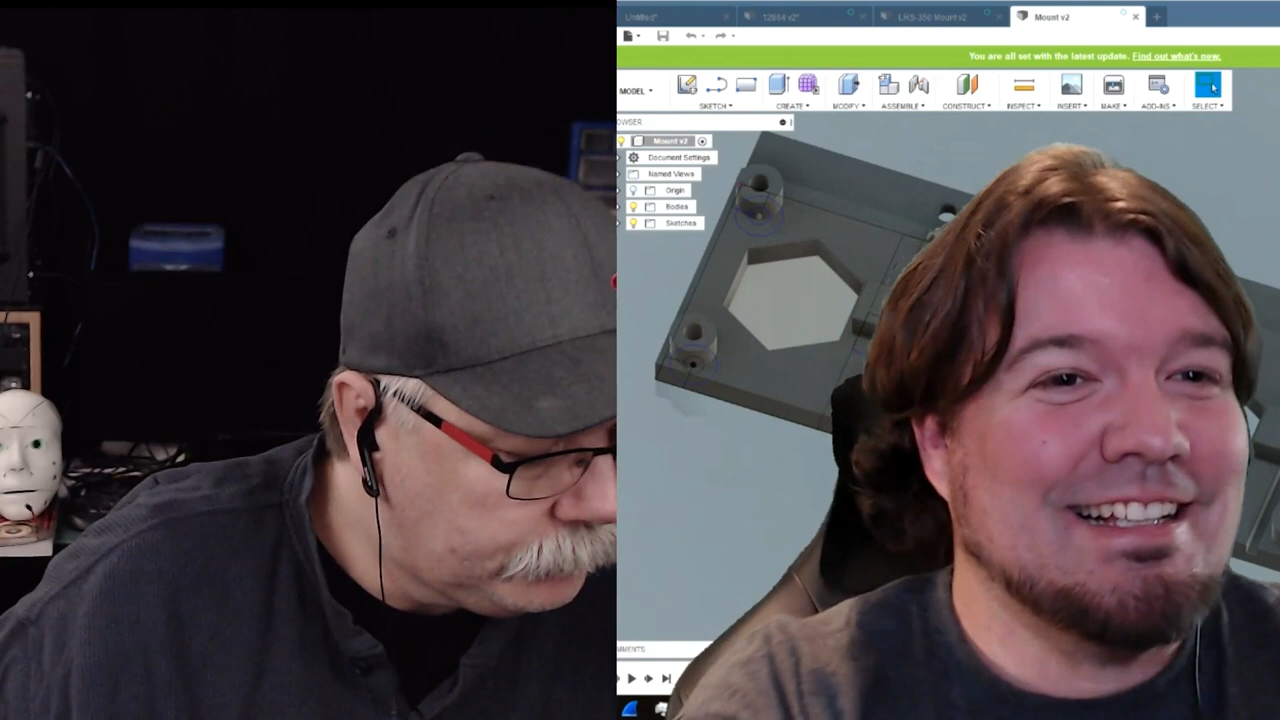 Untitled*
12864 v2*
LRS-350 Mount v2
Mount v2
You are all set with the latest update. Find out what's new.
MODEL
SKETCH
CREATE
MODIFY
ASSEMBLE
CONSTRUCT
INSPECT
INSERT
MAKE
ADD-INS
SELECT
OWSER
Mount v2
Document Settings
Named Views
Origin
Bodies
Sketches
MMENTS